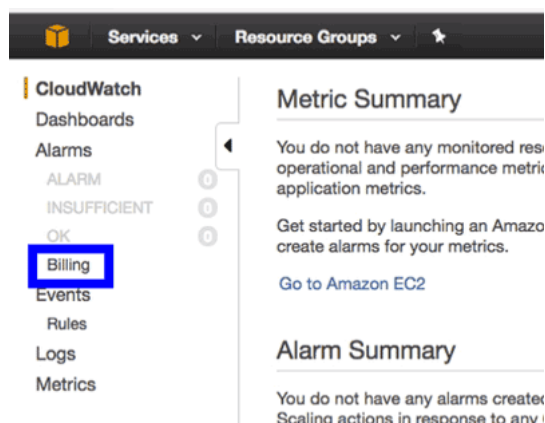 Services
Resource Groups
CloudWatch
Dashboards
Alarms
ALARM 0
INSUFFICIENT 0
OK 0
Billing
Events
Rules
Logs
Metrics
Metric Summary
You do not have any monitored
operational and performance
application metrics.
Get started by launching an
create alarms for your metrics.
Go to Amazon EC2
Alarm Summary
You do not have any alarms created
Scaling actions in response to any